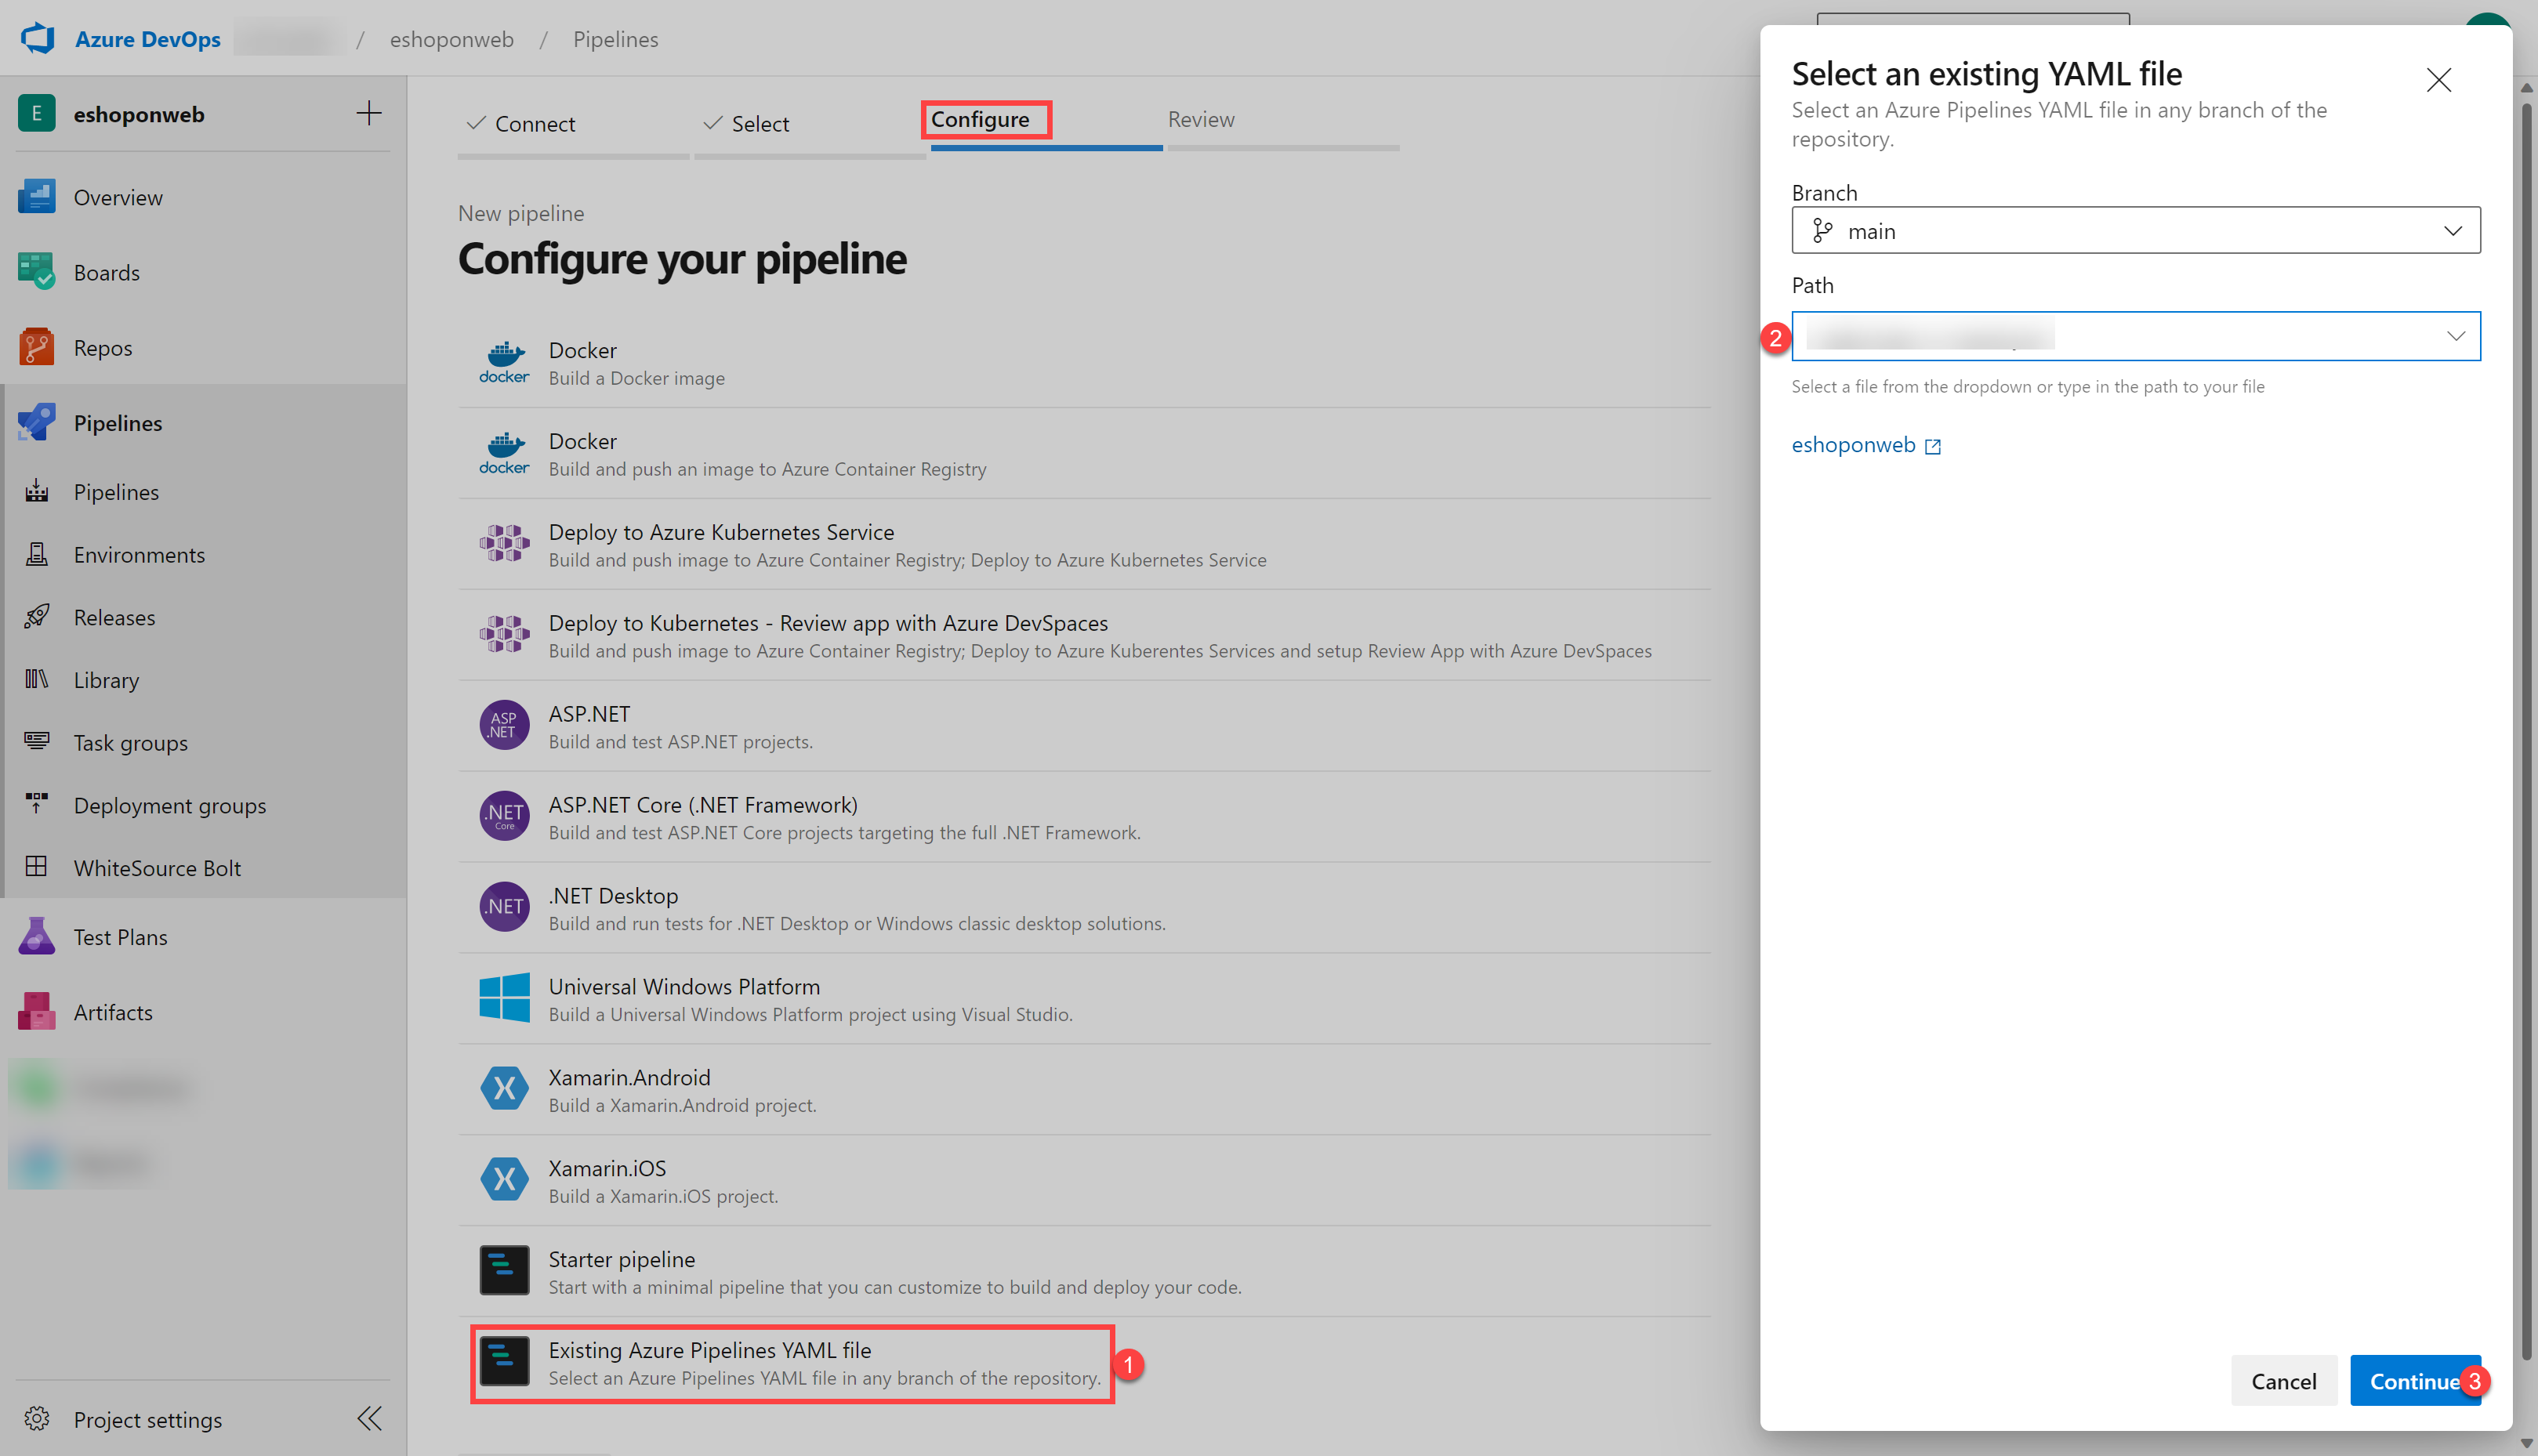 Azure DevOps / eshoponweb / Pipelines
E eshoponweb
Overview
Boards
Repos
Pipelines
Pipelines
Environments
Releases
Library
Task groups
Deployment groups
WhiteSource Bolt
Test Plans
Artifacts
Project settings
Connect
Select
Configure
Review
New pipeline
Configure your pipeline
docker
Docker
Build a Docker image
docker
Docker
Build and push an image to Azure Container Registry
Deploy to Azure Kubernetes Service
Build and push image to Azure Container Registry; Deploy to Azure Kubernetes Service
Deploy to Kubernetes - Review app with Azure DevSpaces
Build and push image to Azure Container Registry; Deploy to Azure Kuberentes Services and setup Review App with Azure DevSpaces
ASP
.NET
ASP.NET
Build and test ASP.NET projects.
.NET
Core
ASP.NET Core (.NET Framework)
Build and test ASP.NET Core projects targeting the full .NET Framework.
.NET
.NET Desktop
Build and run tests for .NET Desktop or Windows classic desktop solutions.
Universal Windows Platform
Build a Universal Windows Platform project using Visual Studio.
Xamarin.Android
Build a Xamarin.Android project.
Xamarin.iOS
Build a Xamarin.iOS project.
Starter pipeline
Start with a minimal pipeline that you can customize to build and deploy your code.
Existing Azure Pipelines YAML file
Select an Azure Pipelines YAML file in any branch of the repository.
1
Select an existing YAML file
Select an Azure Pipelines YAML file in any branch of the
repository.
Branch
main
Path
2
Select a file from the dropdown or type in the path to your file
eshoponweb
Cancel
Continue 3